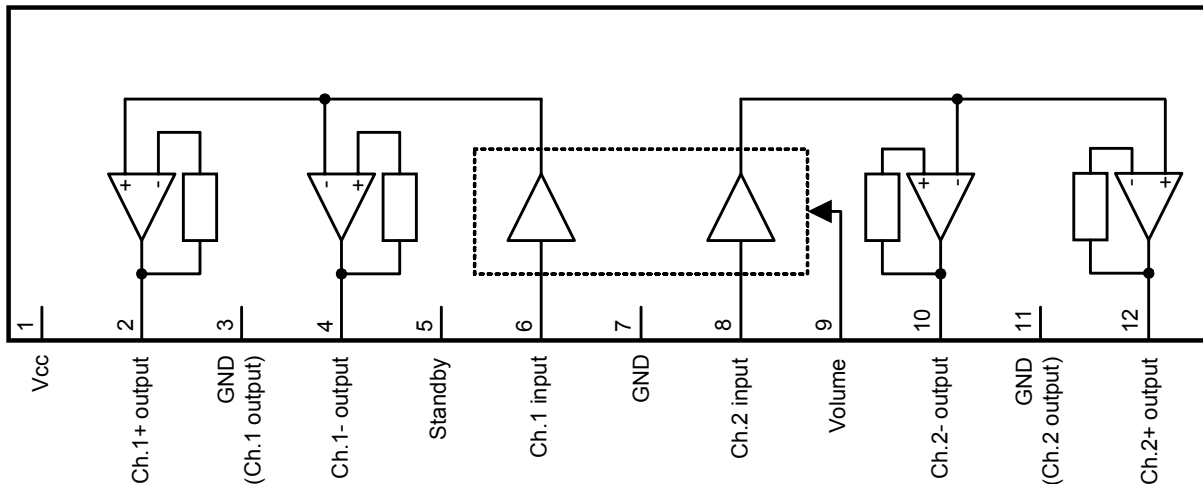 + -
- +
+ -
- +
1
2
3
4
5
6
7
8
9
10
11
12
Vcc
Ch.1+ output
GND
(Ch.1 output)
Ch.1- output
Standby
Ch.1 input
GND
Ch.2 input
Volume
Ch.2- output
GND
(Ch.2 output)
Ch.2+ output